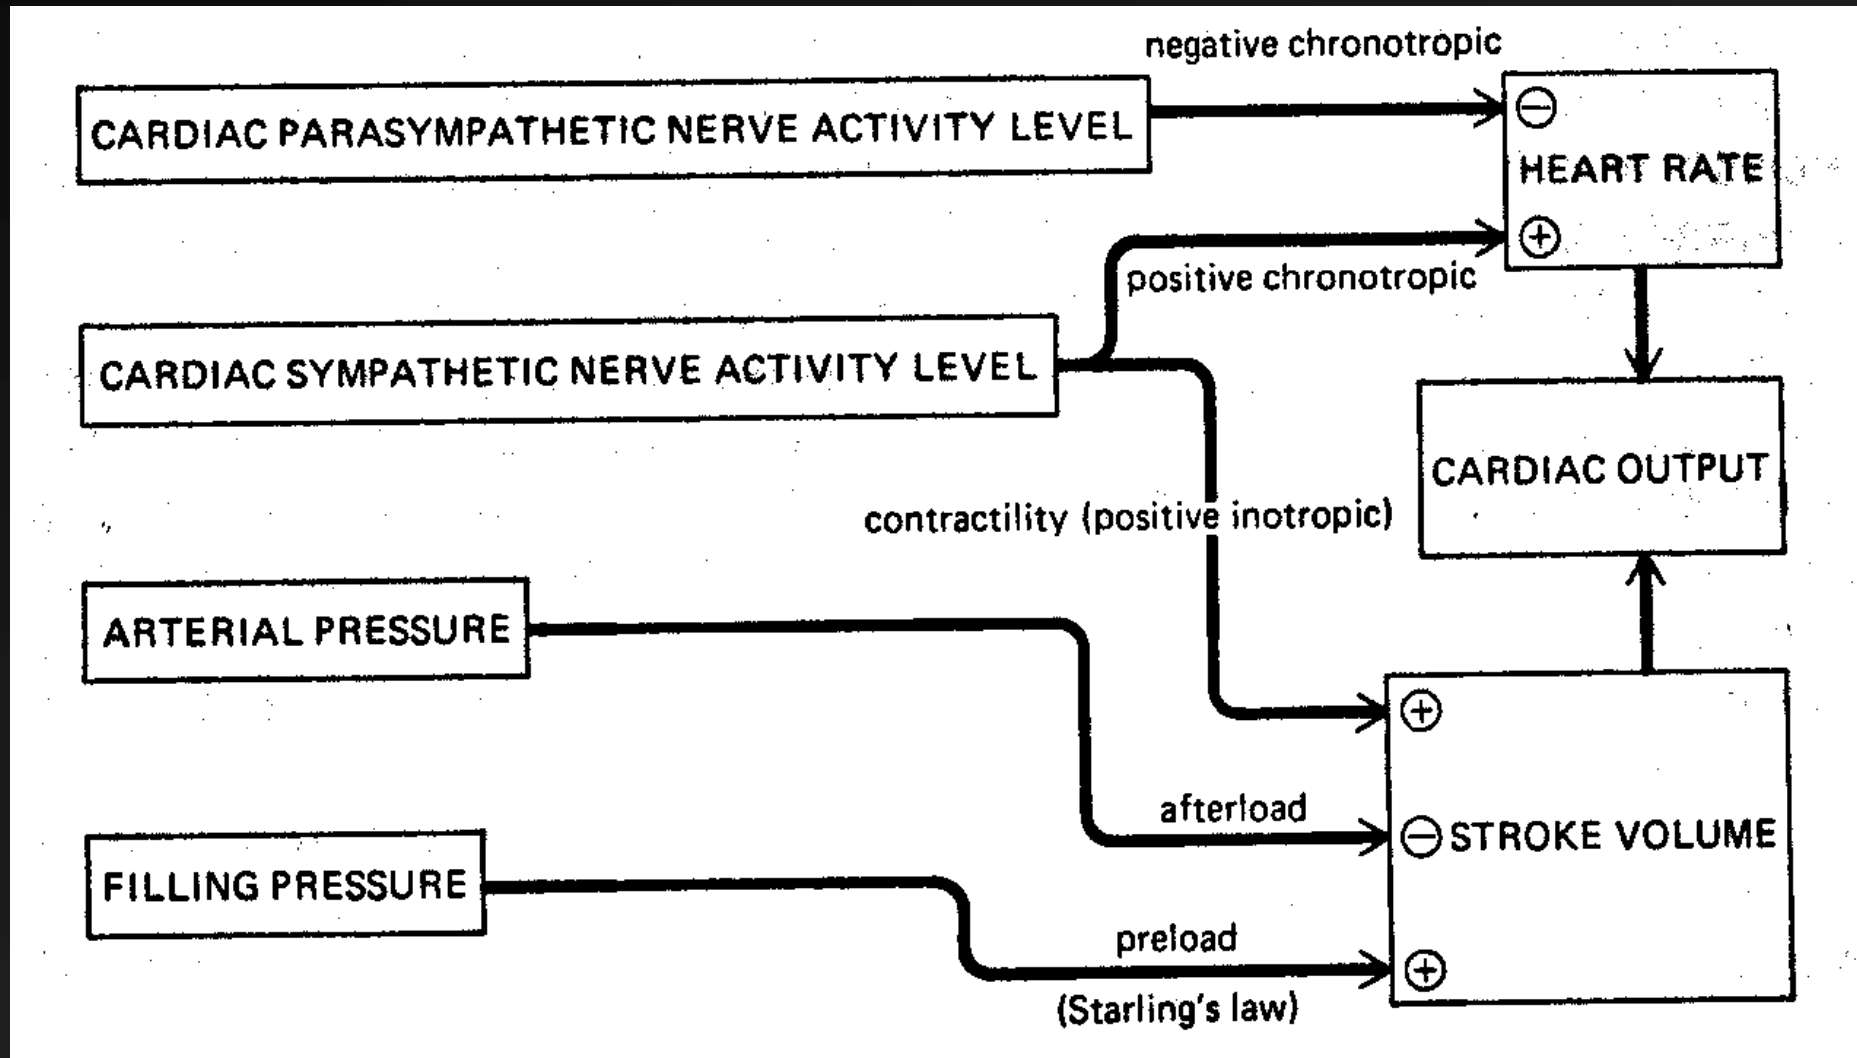 negative chronotropic
CARDIAC PARASYMPATHETIC NERVE ACTIVITY LEVEL
⊖
HEART RATE
⊕
positive chronotropic
CARDIAC SYMPATHETIC NERVE ACTIVITY LEVEL
CARDIAC OUTPUT
contractility (positive inotropic)
ARTERIAL PRESSURE
⊕
afterload
⊖ STROKE VOLUME
FILLING PRESSURE
preload
⊕
(Starling's law)